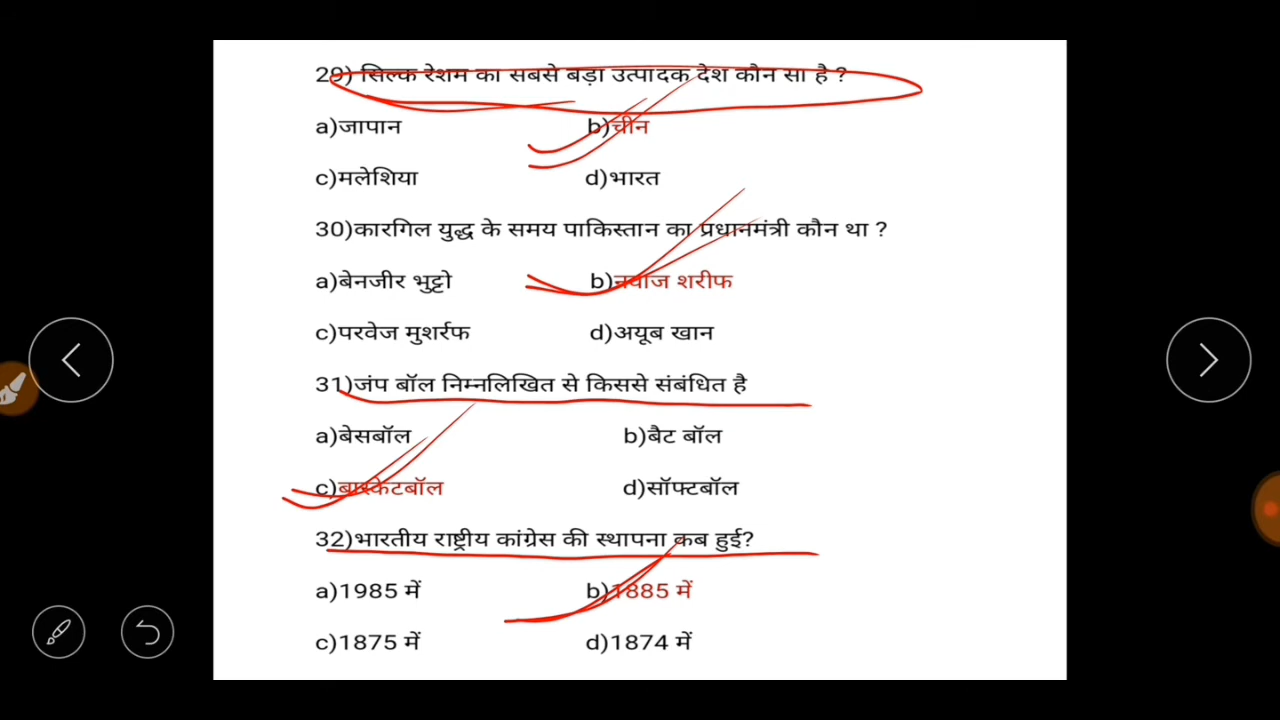 29) सिल्क रेशम का सबसे बड़ा उत्पादक देश कौन सा है ?
a)जापान b)चीन
c)मलेशिया d)भारत
30)कारगिल युद्ध के समय पाकिस्तान का प्रधानमंत्री कौन था ?
a)बेनजीर भुट्टो b)नवाज शरीफ
c)परवेज मुशर्रफ d)अयूब खान
31)जंप बॉल निम्नलिखित से किससे संबंधित है
a)बेसबॉल b)बैट बॉल
c)बास्केटबॉल d)सॉफ्टबॉल
32)भारतीय राष्ट्रीय कांग्रेस की स्थापना कब हुई?
a)1985 में b)1885 में
c)1875 में d)1874 में